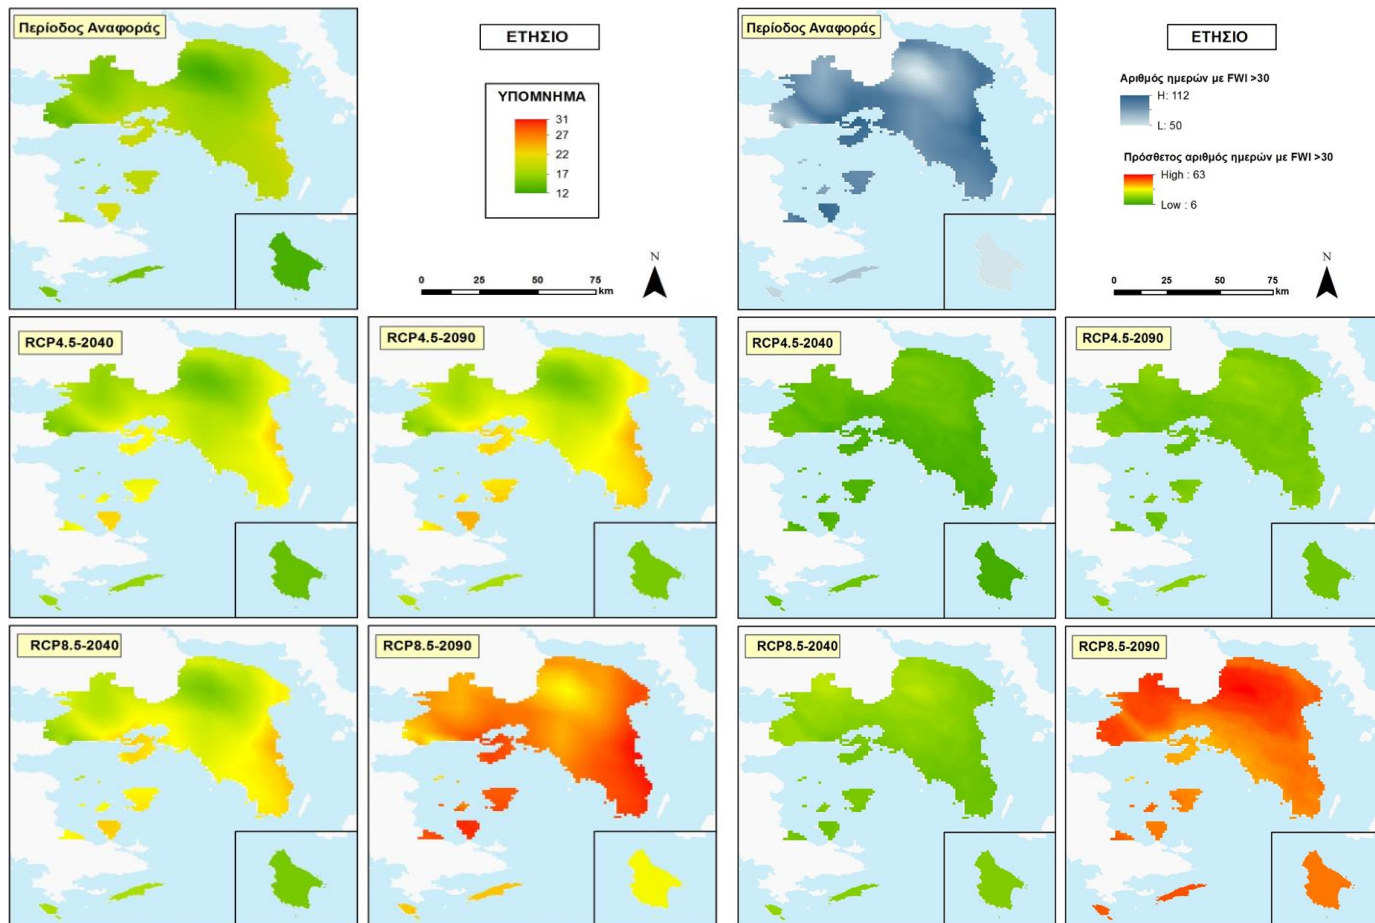 Περίοδος Αναφοράς
ΕΤΗΣΙΟ
ΥΠΟΜΝΗΜΑ
31
27
22
17
12
0 25 50 75
km
N
Περίοδος Αναφοράς
ΕΤΗΣΙΟ
Αριθμός ημερών με FWI >30
H: 112
L: 50
Πρόσθετος αριθμός ημερών με FWI >30
High : 63
Low : 6
0 25 50 75
km
N
RCP4.5-2040
RCP4.5-2090
RCP4.5-2040
RCP4.5-2090
RCP8.5-2040
RCP8.5-2090
RCP8.5-2040
RCP8.5-2090